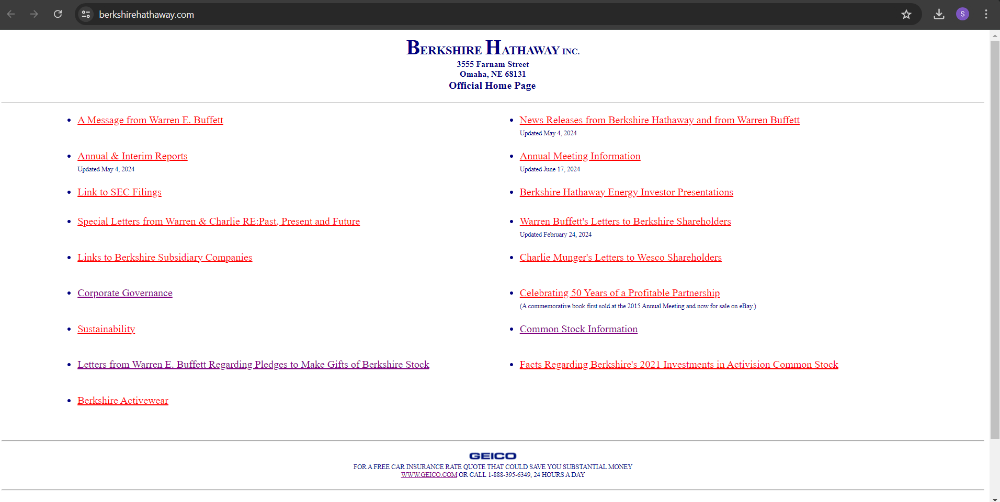 berkshirehathaway.com
S
BERKSHIRE HATHAWAY INC.
3555 Farnam Street
Omaha, NE 68131
Official Home Page
A Message from Warren E. Buffett
News Releases from Berkshire Hathaway and from Warren Buffett
Updated May 4, 2024
Annual & Interim Reports
Updated May 4, 2024
Annual Meeting Information
Updated June 17, 2024
Link to SEC Filings
Berkshire Hathaway Energy Investor Presentations
Special Letters from Warren & Charlie RE:Past, Present and Future
Warren Buffett's Letters to Berkshire Shareholders
Updated February 24, 2024
Links to Berkshire Subsidiary Companies
Charlie Munger's Letters to Wesco Shareholders
Corporate Governance
Celebrating 50 Years of a Profitable Partnership
(A commemorative book first sold at the 2015 Annual Meeting and now for sale on eBay.)
Sustainability
Common Stock Information
Letters from Warren E. Buffett Regarding Pledges to Make Gifts of Berkshire Stock
Facts Regarding Berkshire's 2021 Investments in Activision Common Stock
Berkshire Activewear
GEICO
FOR A FREE CAR INSURANCE RATE QUOTE THAT COULD SAVE YOU SUBSTANTIAL MONEY
WWW.GEICO.COM OR CALL 1-888-395-6349, 24 HOURS A DAY